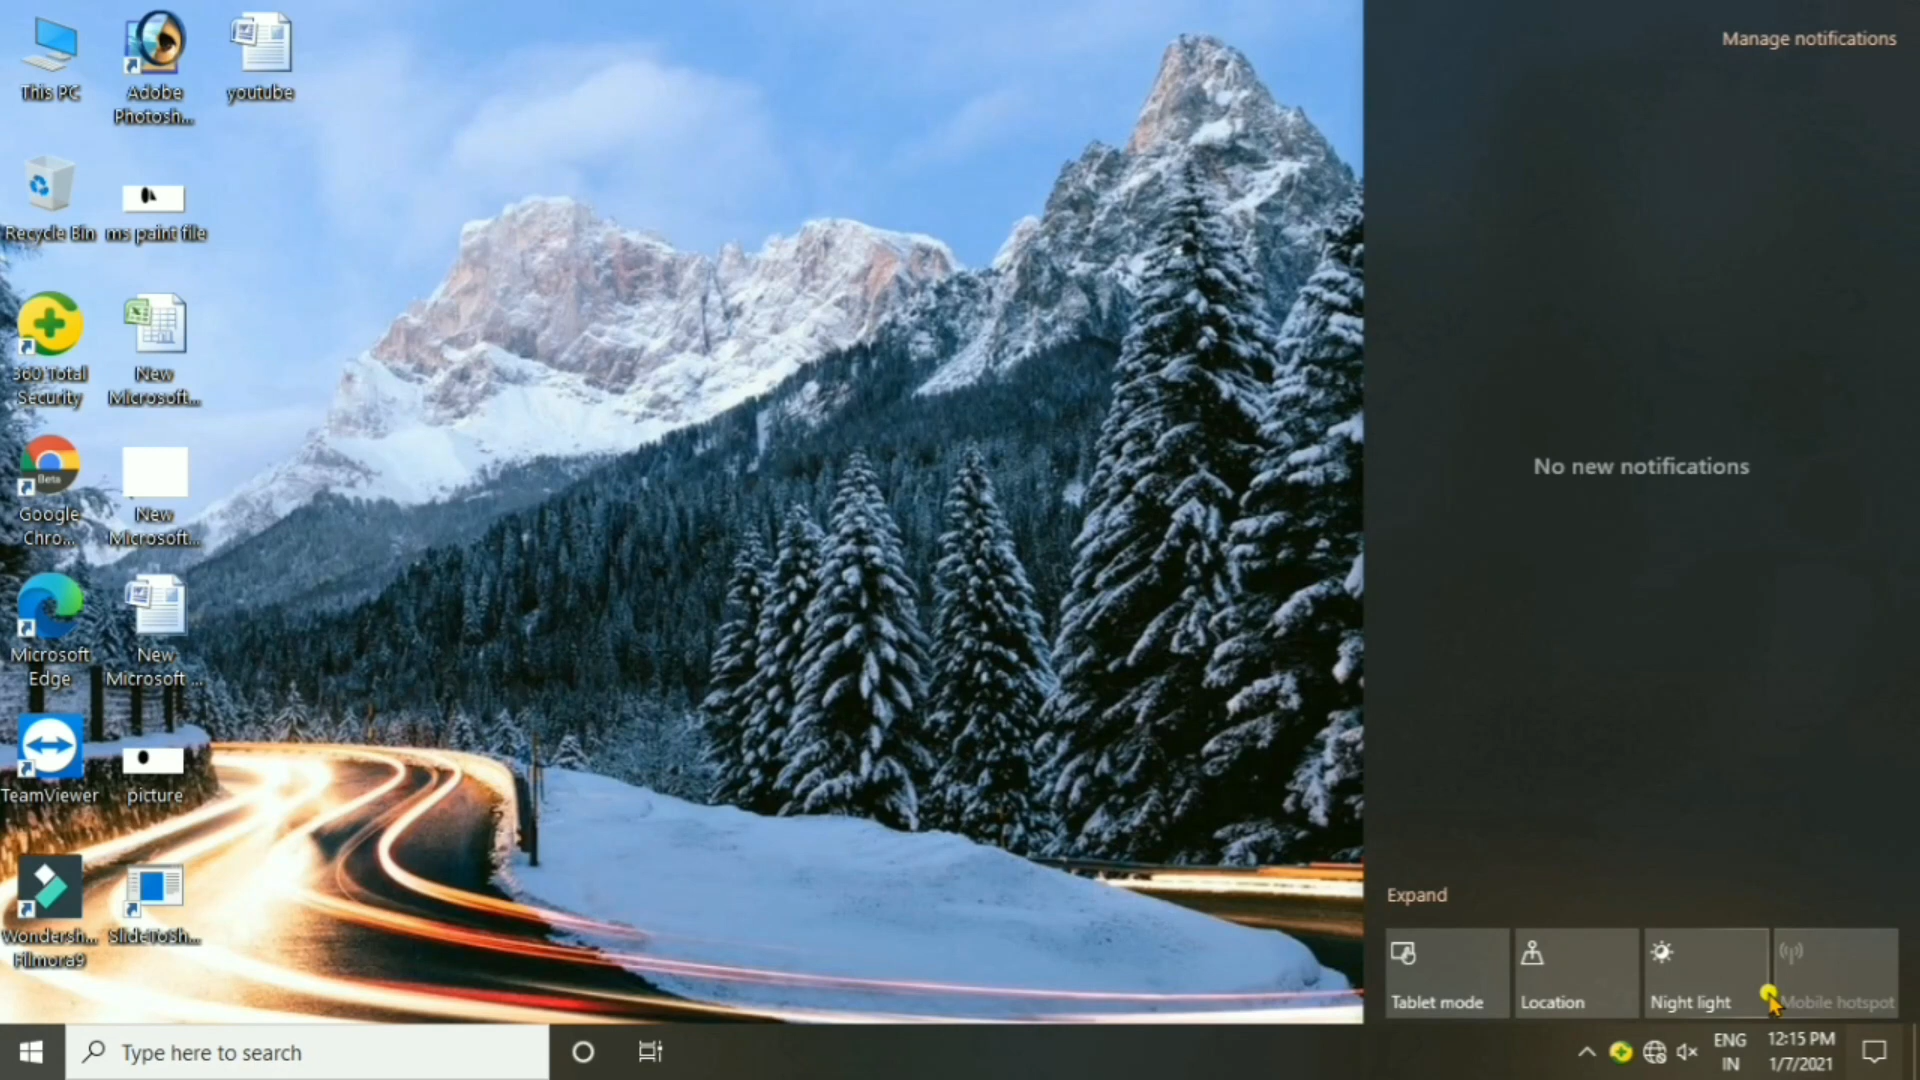 This PC
Adobe
Photosh...
youtube
Recycle Bin
ms paint file
360 Total
Security
New
Microsoft...
Beta
Google
Chro...
New
Microsoft...
Microsoft
Edge
New
Microsoft ...
TeamViewer
picture
Wondersh...
Filmora9
SlideToSh...
Manage notifications
No new notifications
Expand
Tablet mode
Location
Night light
Mobile hotspot
Type here to search
ENG
IN
12:15 PM
1/7/2021